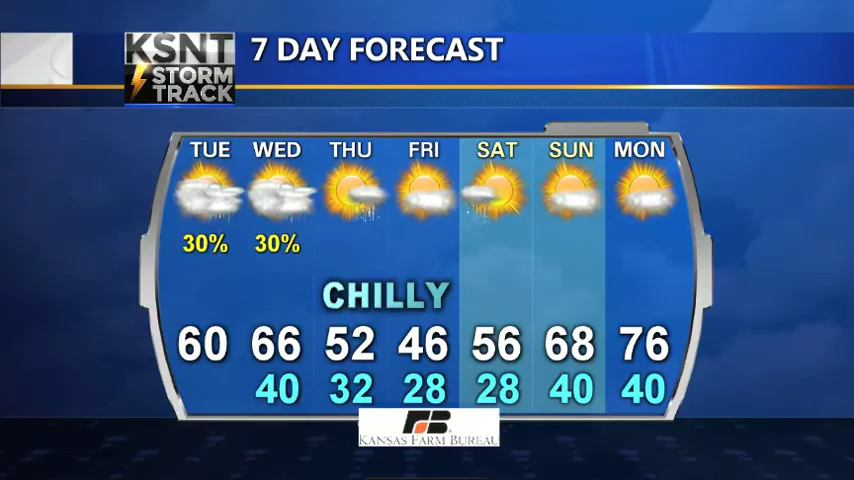 KSNT
STORM
TRACK
7 DAY FORECAST
TUE WED THU FRI SAT SUN MON
30% 30%
CHILLY
60 66 52 46 56 68 76
40 32 28 28 40 40
FB
KANSAS FARM BUREAU